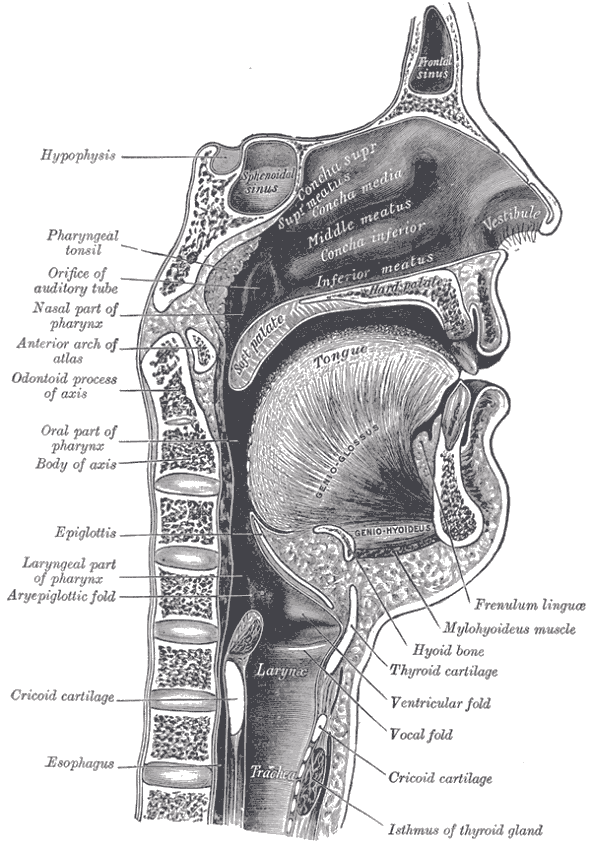 Frontal
sinus
Hypophysis
Sphenoidal
sinus
Concha supr
Supr meatus
Concha media
Middle meatus
Concha inferior
Inferior meatus
Vestibule
Pharyngeal
tonsil
Orifice of
auditory tube
Nasal part of
pharynx
Anterior arch of
atlas
Odontoid process
of axis
Hard palate
Soft palate
Tongue
GENIO-GLOSSUS
Oral part of
pharynx
Body of axis
Epiglottis
GENIO-HYOIDEUS
Laryngeal part
of pharynx
Aryepiglottic fold
Frenulum linguæ
Mylohyoideus muscle
Hyoid bone
Thyroid cartilage
Larynx
Cricoid cartilage
Ventricular fold
Vocal fold
Esophagus
Trachea
Cricoid cartilage
Isthmus of thyroid gland